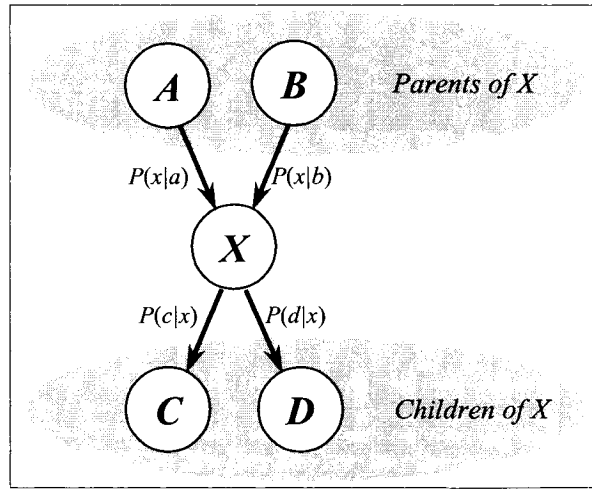 A B Parents of X
P(x|a) P(x|b)
X
P(c|x) P(d|x)
C D Children of X